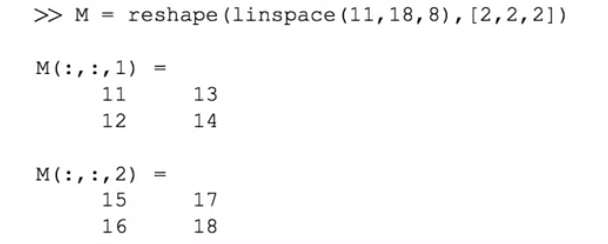 >> M = reshape(linspace(11,18,8),[2,2,2])
M(:,:,1) =
11 13
12 14
M(:,:,2) =
15 17
16 18